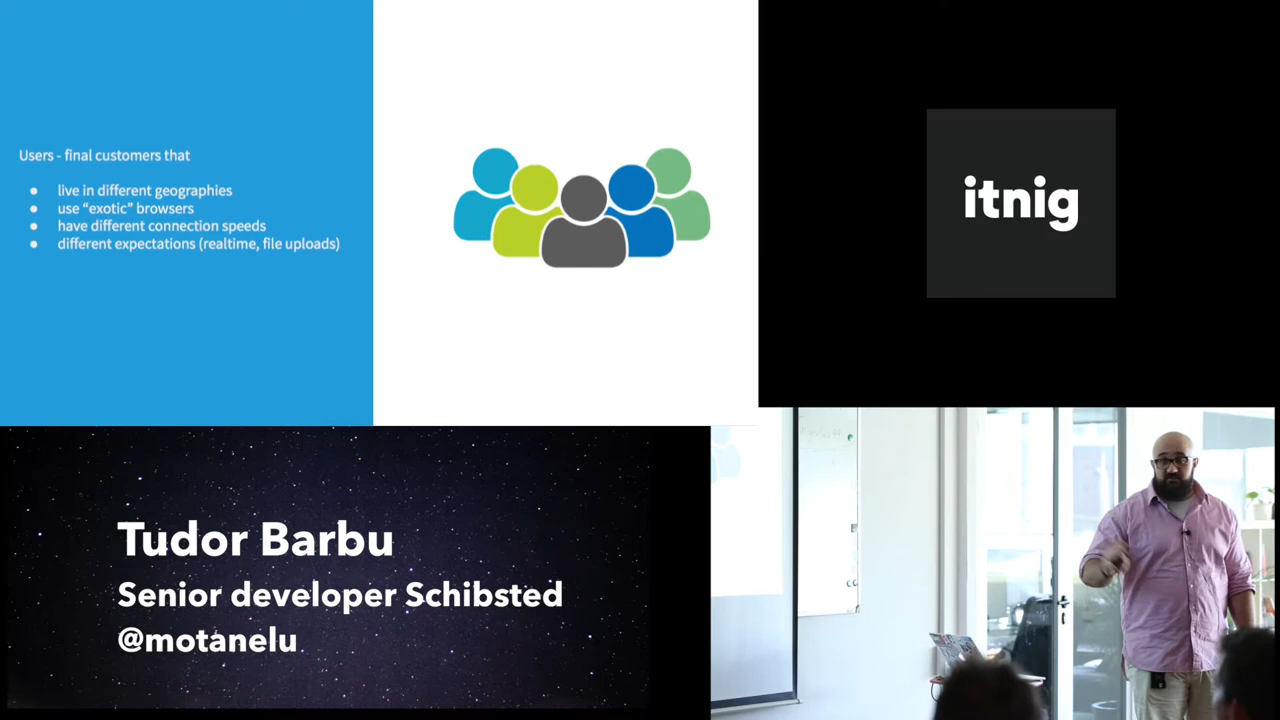 Users - final customers that
● live in different geographies
● use “exotic” browsers
● have different connection speeds
● different expectations (realtime, file uploads)
itnig
Tudor Barbu
Senior developer Schibsted
@motanelu